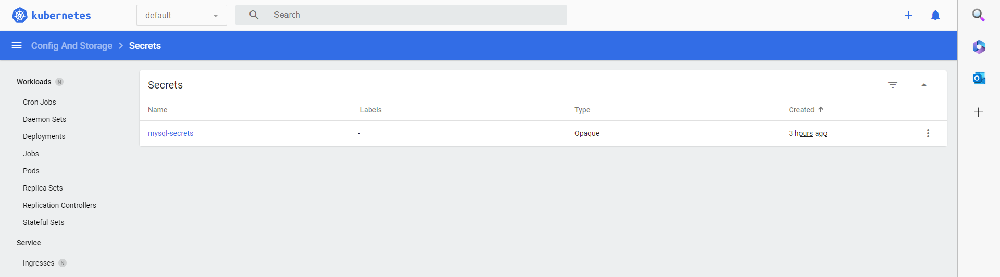 kubernetes
default
Search
Config And Storage > Secrets
Workloads N
Cron Jobs
Daemon Sets
Deployments
Jobs
Pods
Replica Sets
Replication Controllers
Stateful Sets
Service
Ingresses N
Secrets
Name Labels Type Created
mysql-secrets - Opaque 3 hours ago